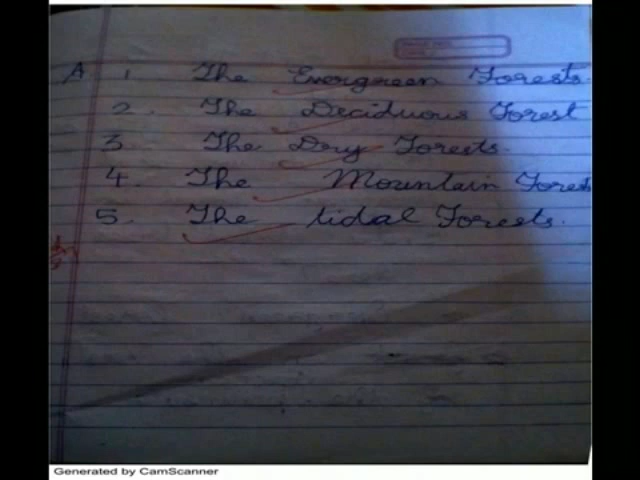 A 1 The Evergreen Forests.
2. The Deciduous Forest
3. The Dry Forests.
4. The Mountain Forest
5. The tidal Forests.
Generated by CamScanner